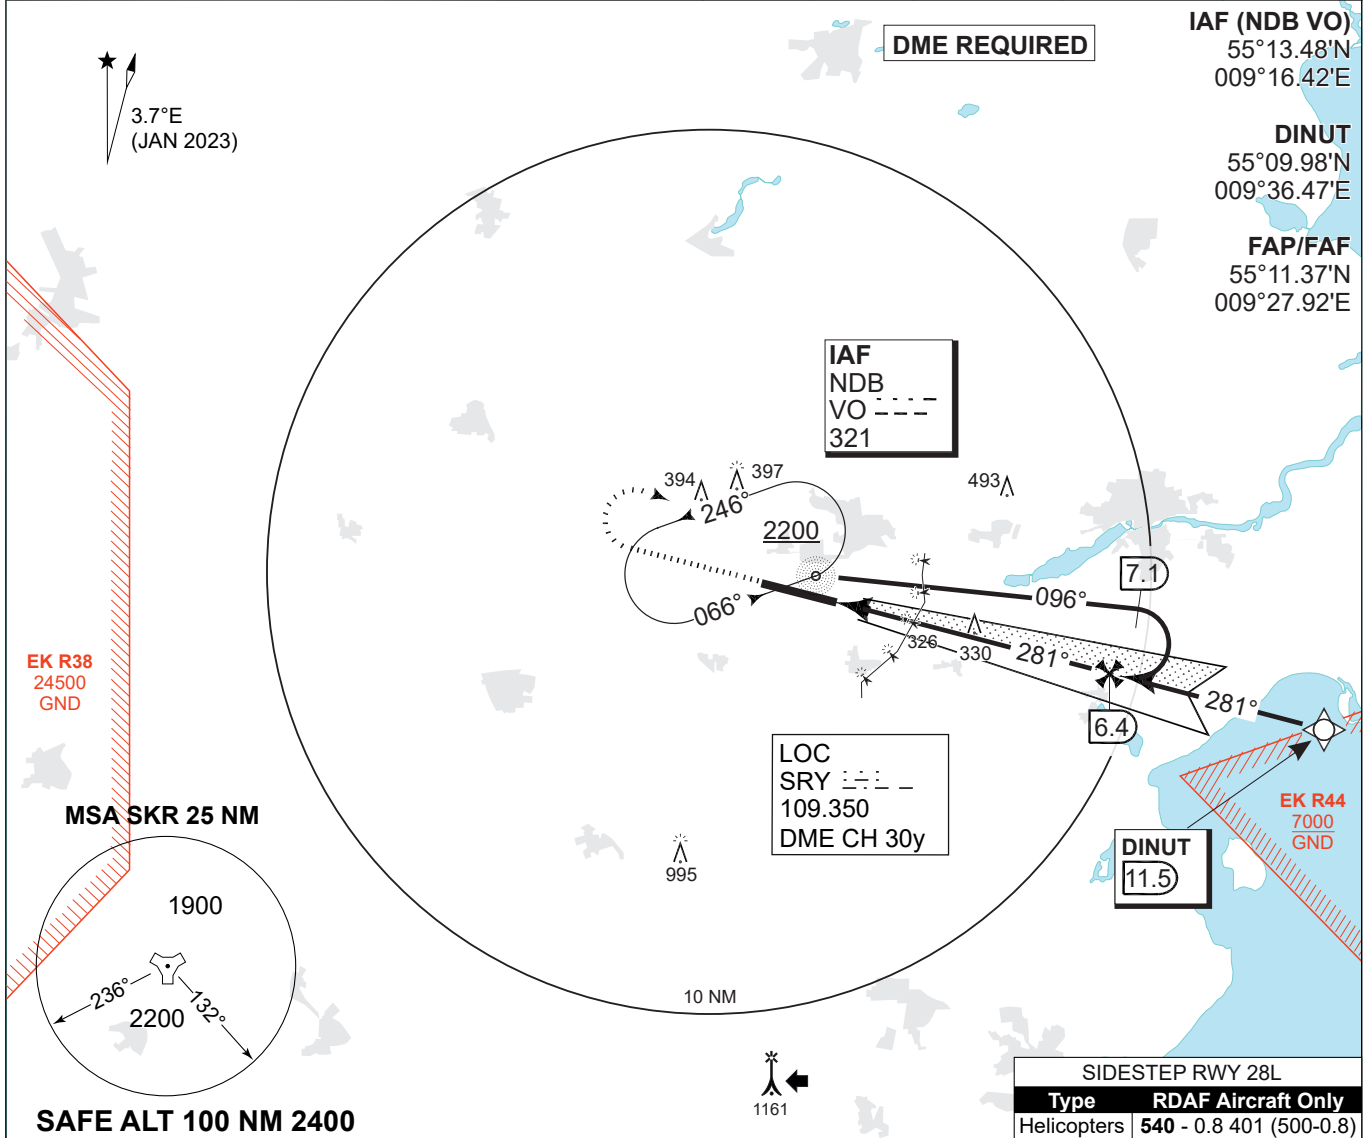 DME REQUIRED
IAF (NDB VO)
55°13.48'N
009°16.42'E
DINUT
55°09.98'N
009°36.47'E
FAP/FAF
55°11.37'N
009°27.92'E
3.7°E
(JAN 2023)
IAF
NDB
VO
321
394
397
493
246°
2200
7.1
096°
066°
326
330
281°
281°
6.4
EK R38
24500
GND
LOC
SRY
109.350
DME CH 30y
EK R44
7000
GND
DINUT
11.5
MSA SKR 25 NM
1900
236°
132°
2200
995
10 NM
1161
SAFE ALT 100 NM 2400
SIDESTEP RWY 28L
Type RDAF Aircraft Only
Helicopters 540 - 0.8 401 (500-0.8)